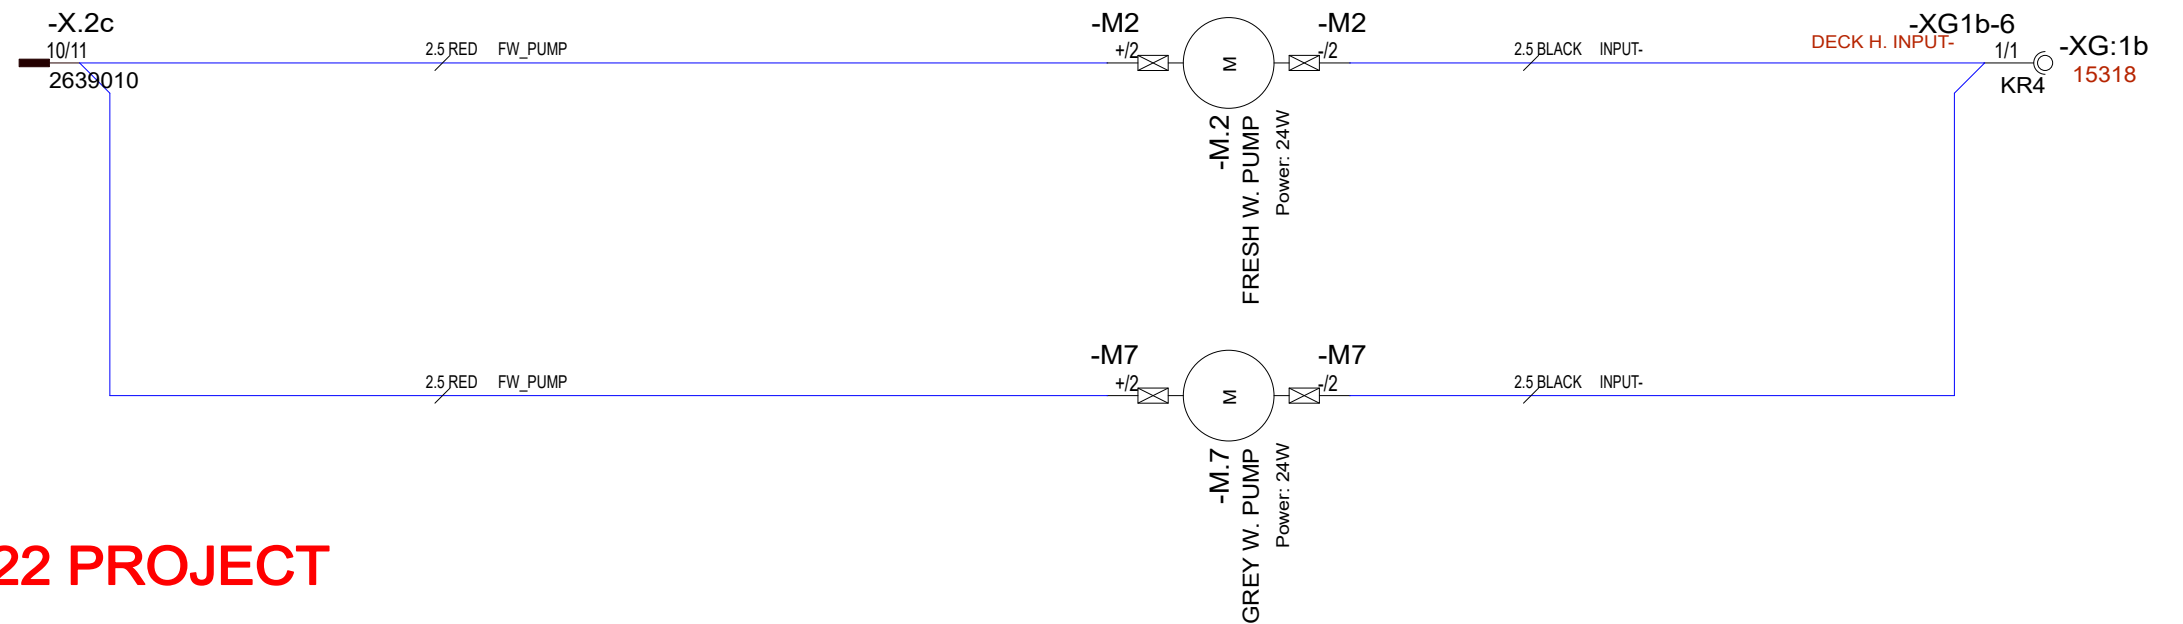 -X.2c
10/11
2639010
2.5 RED FW_PUMP
-M2
+/2
M
-M2
-/2
2.5 BLACK INPUT-
DECK H. INPUT-
-XG1b-6
1/1
KR4
-XG:1b
15318
-M.2
FRESH W. PUMP
Power: 24W
2.5 RED FW_PUMP
-M7
+/2
M
-M7
-/2
2.5 BLACK INPUT-
-M.7
GREY W. PUMP
Power: 24W
22 PROJECT